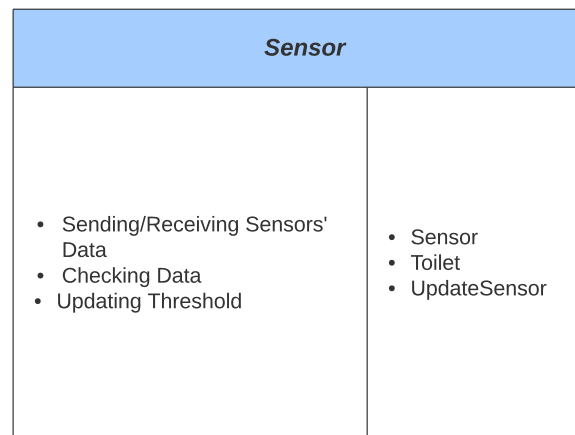 Sensor
• Sending/Receiving Sensors'
Data
• Checking Data
• Updating Threshold
• Sensor
• Toilet
• UpdateSensor